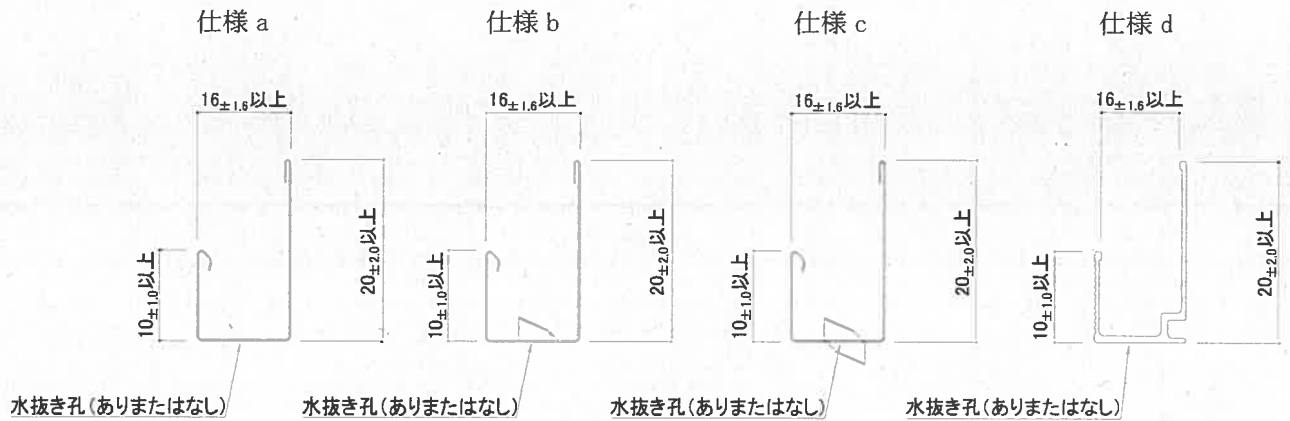 仕様 a
仕様 b
仕様 c
仕様 d
16±1.6以上
16±1.6以上
16±1.6以上
16±1.6以上
10±1.0以上
20±2.0以上
10±1.0以上
20±2.0以上
10±1.0以上
20±2.0以上
10±1.0以上
20±2.0以上
水抜き孔(ありまたはなし)
水抜き孔(ありまたはなし)
水抜き孔(ありまたはなし)
水抜き孔(ありまたはなし)